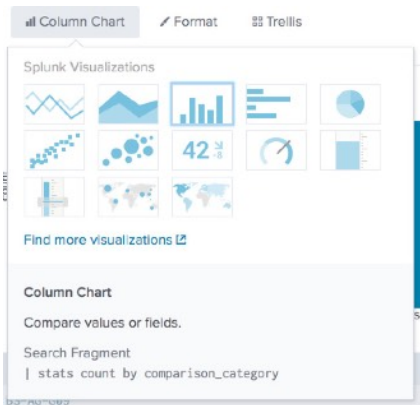 Column Chart Format Trellis
Splunk Visualizations
42
-8
Find more visualizations
Column Chart
Compare values or fields.
Search Fragment
| stats count by comparison_category